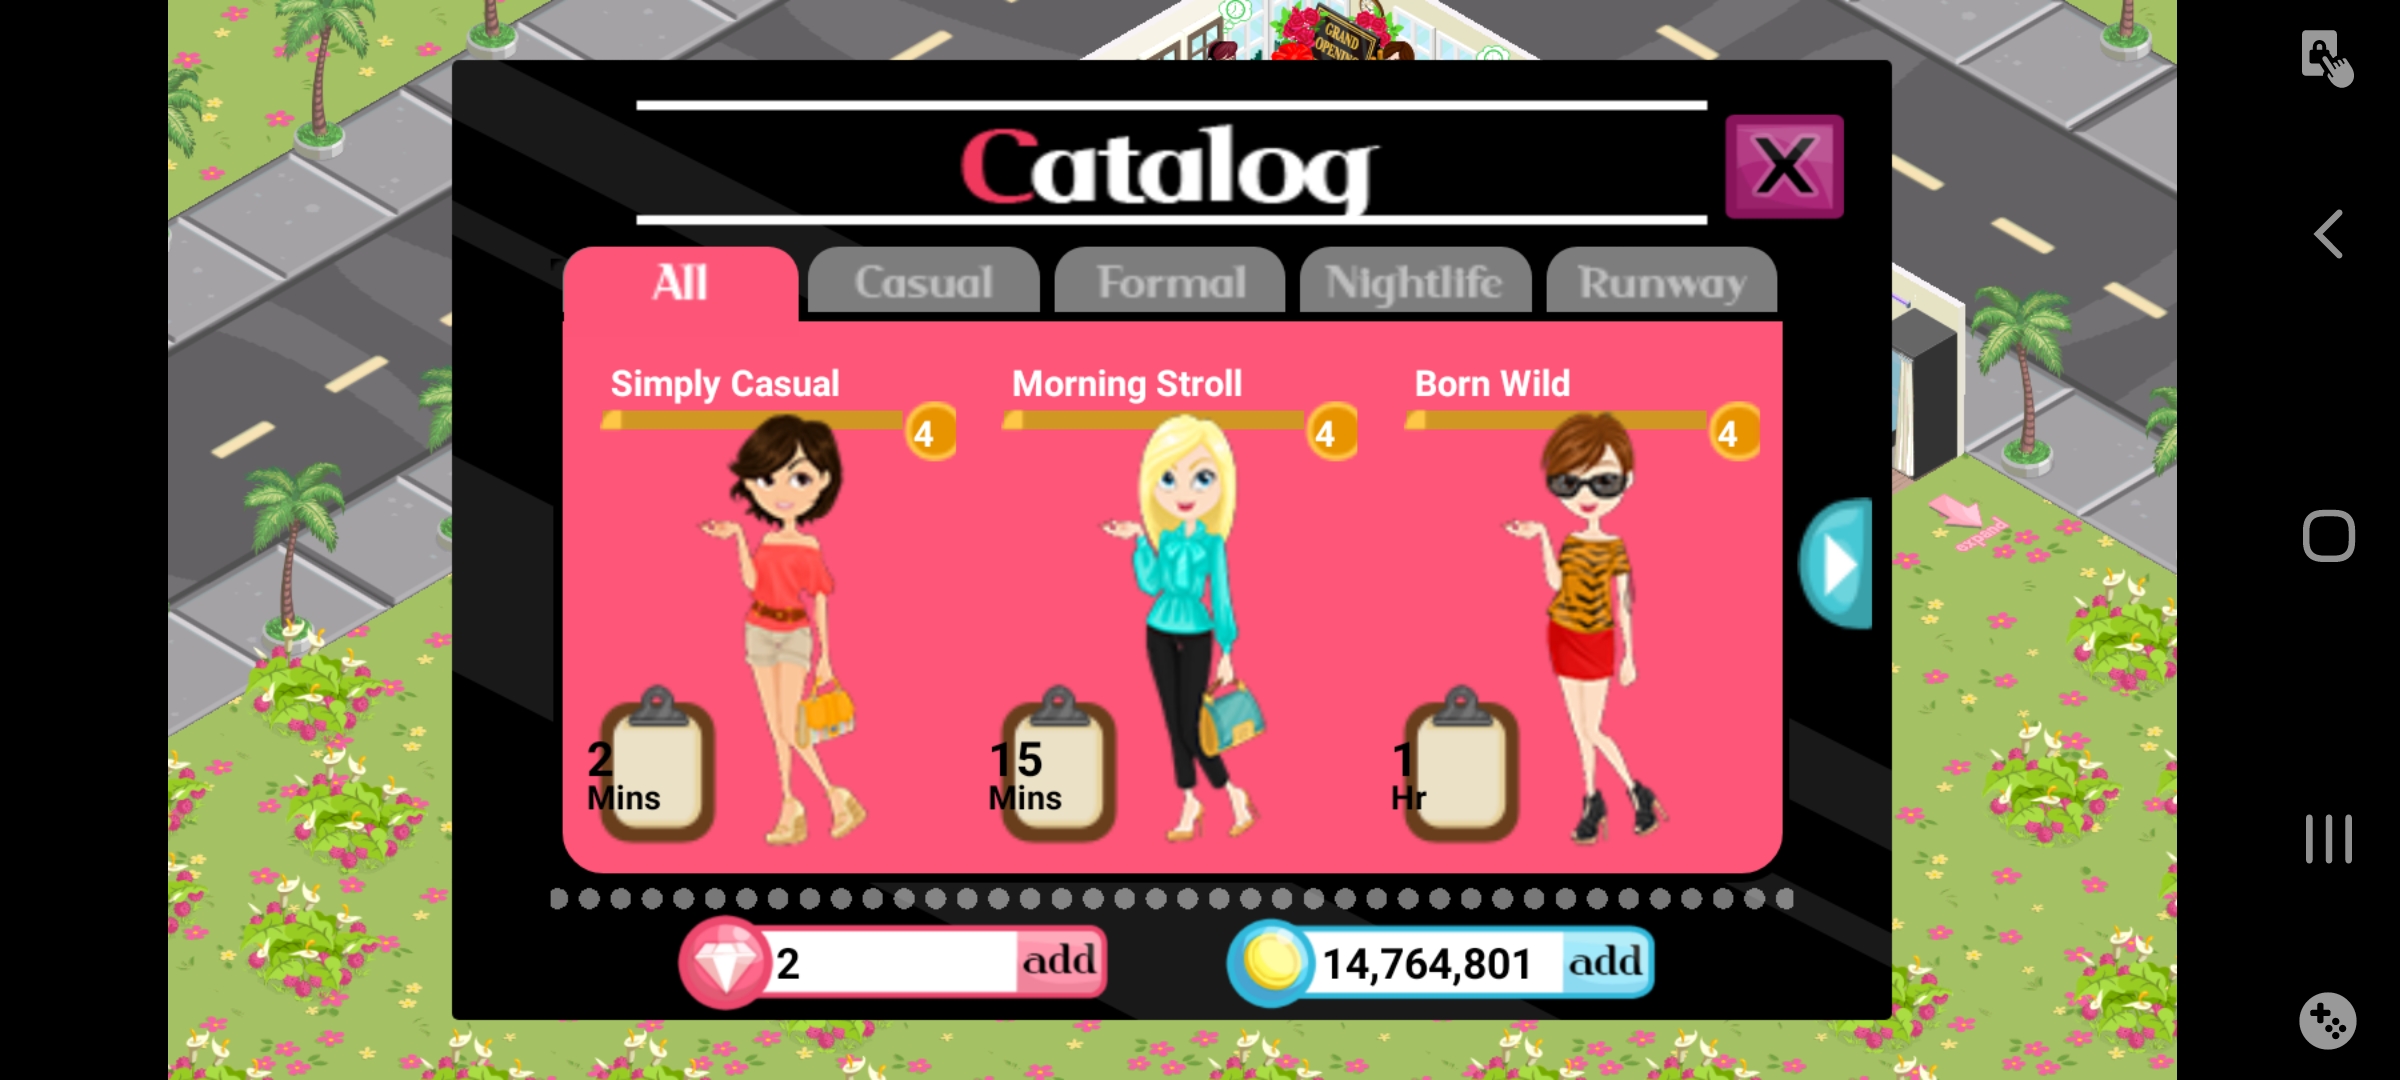 GRAND
OPENING
Catalog
X
All
Casual
Formal
Nightlife
Runway
Simply Casual
4
Morning Stroll
4
Born Wild
4
expand
2
Mins
15
Mins
1
Hr
2
add
14,764,801
add